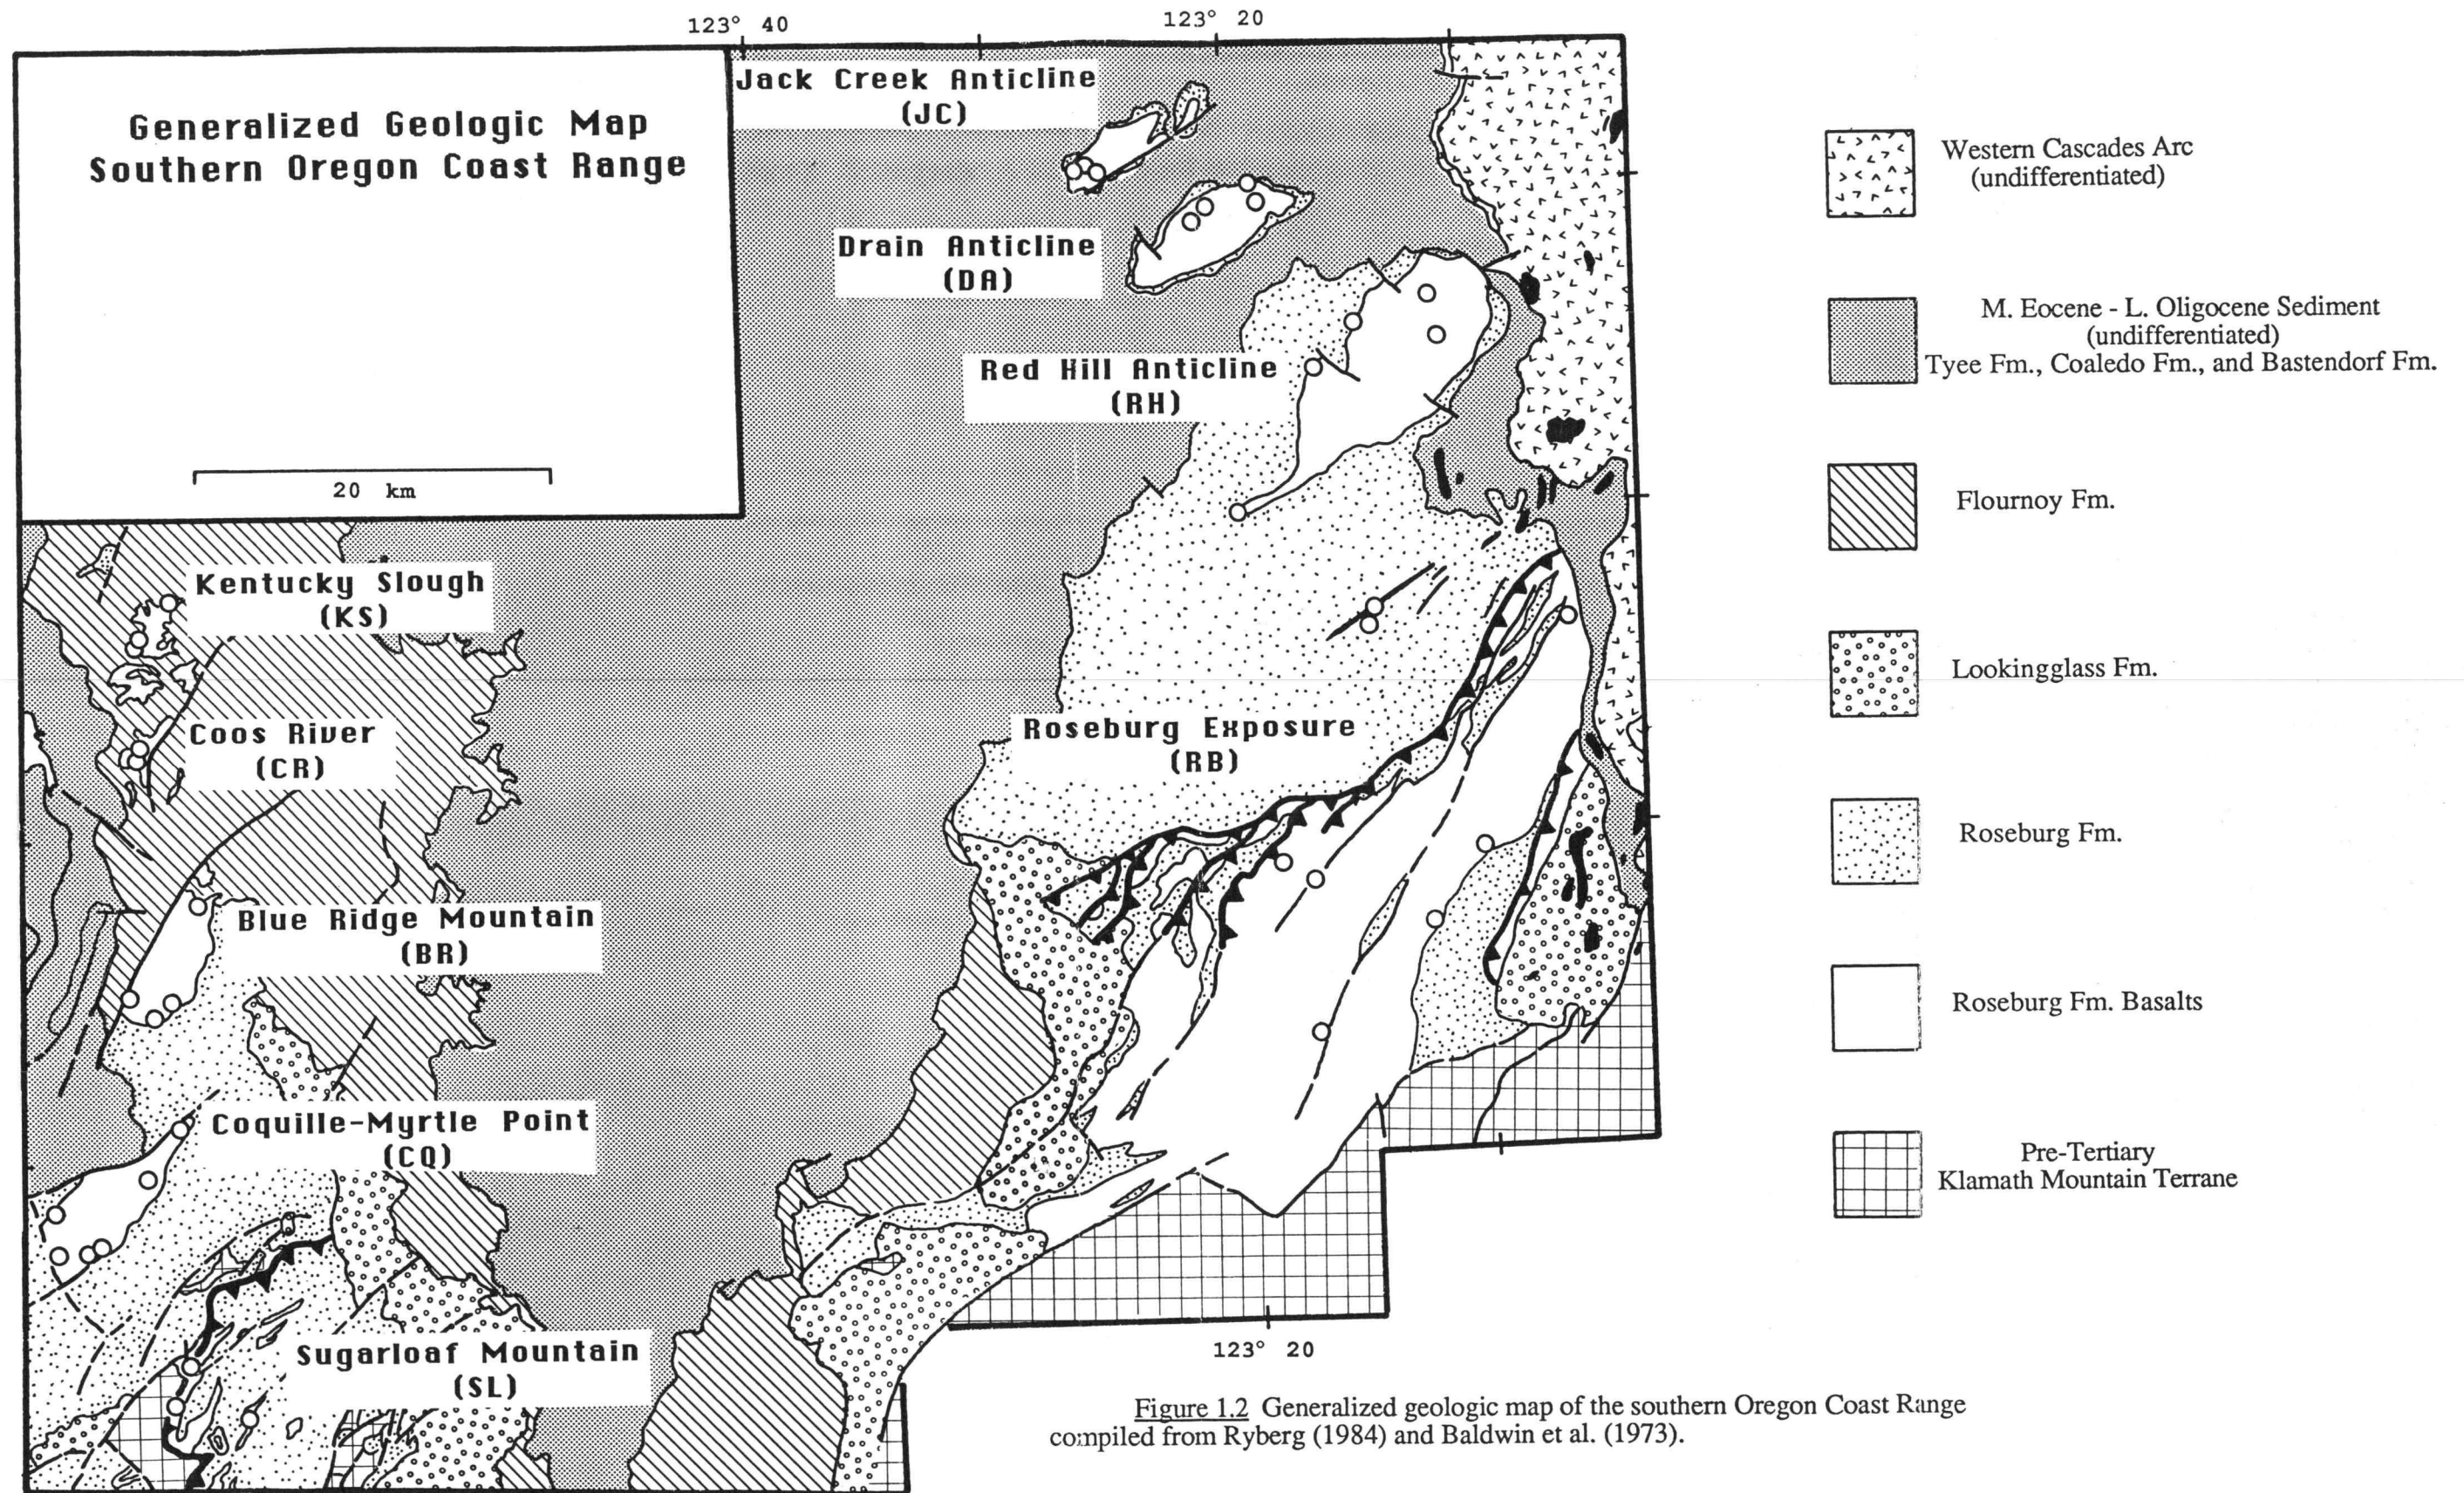 123° 40
123° 20
Generalized Geologic Map
Southern Oregon Coast Range
20 km
Jack Creek Anticline
(JC)
Drain Anticline
(DA)
Red Hill Anticline
(RH)
Kentucky Slough
(KS)
Coos River
(CR)
Roseburg Exposure
(RB)
Blue Ridge Mountain
(BR)
Coquille-Myrtle Point
(CQ)
Sugarloaf Mountain
(SL)
123° 20
Western Cascades Arc
(undifferentiated)
M. Eocene - L. Oligocene Sediment
(undifferentiated)
Tyee Fm., Coaledo Fm., and Bastendorf Fm.
Flournoy Fm.
Lookingglass Fm.
Roseburg Fm.
Roseburg Fm. Basalts
Pre-Tertiary
Klamath Mountain Terrane
Figure 1.2 Generalized geologic map of the southern Oregon Coast Range
compiled from Ryberg (1984) and Baldwin et al. (1973).